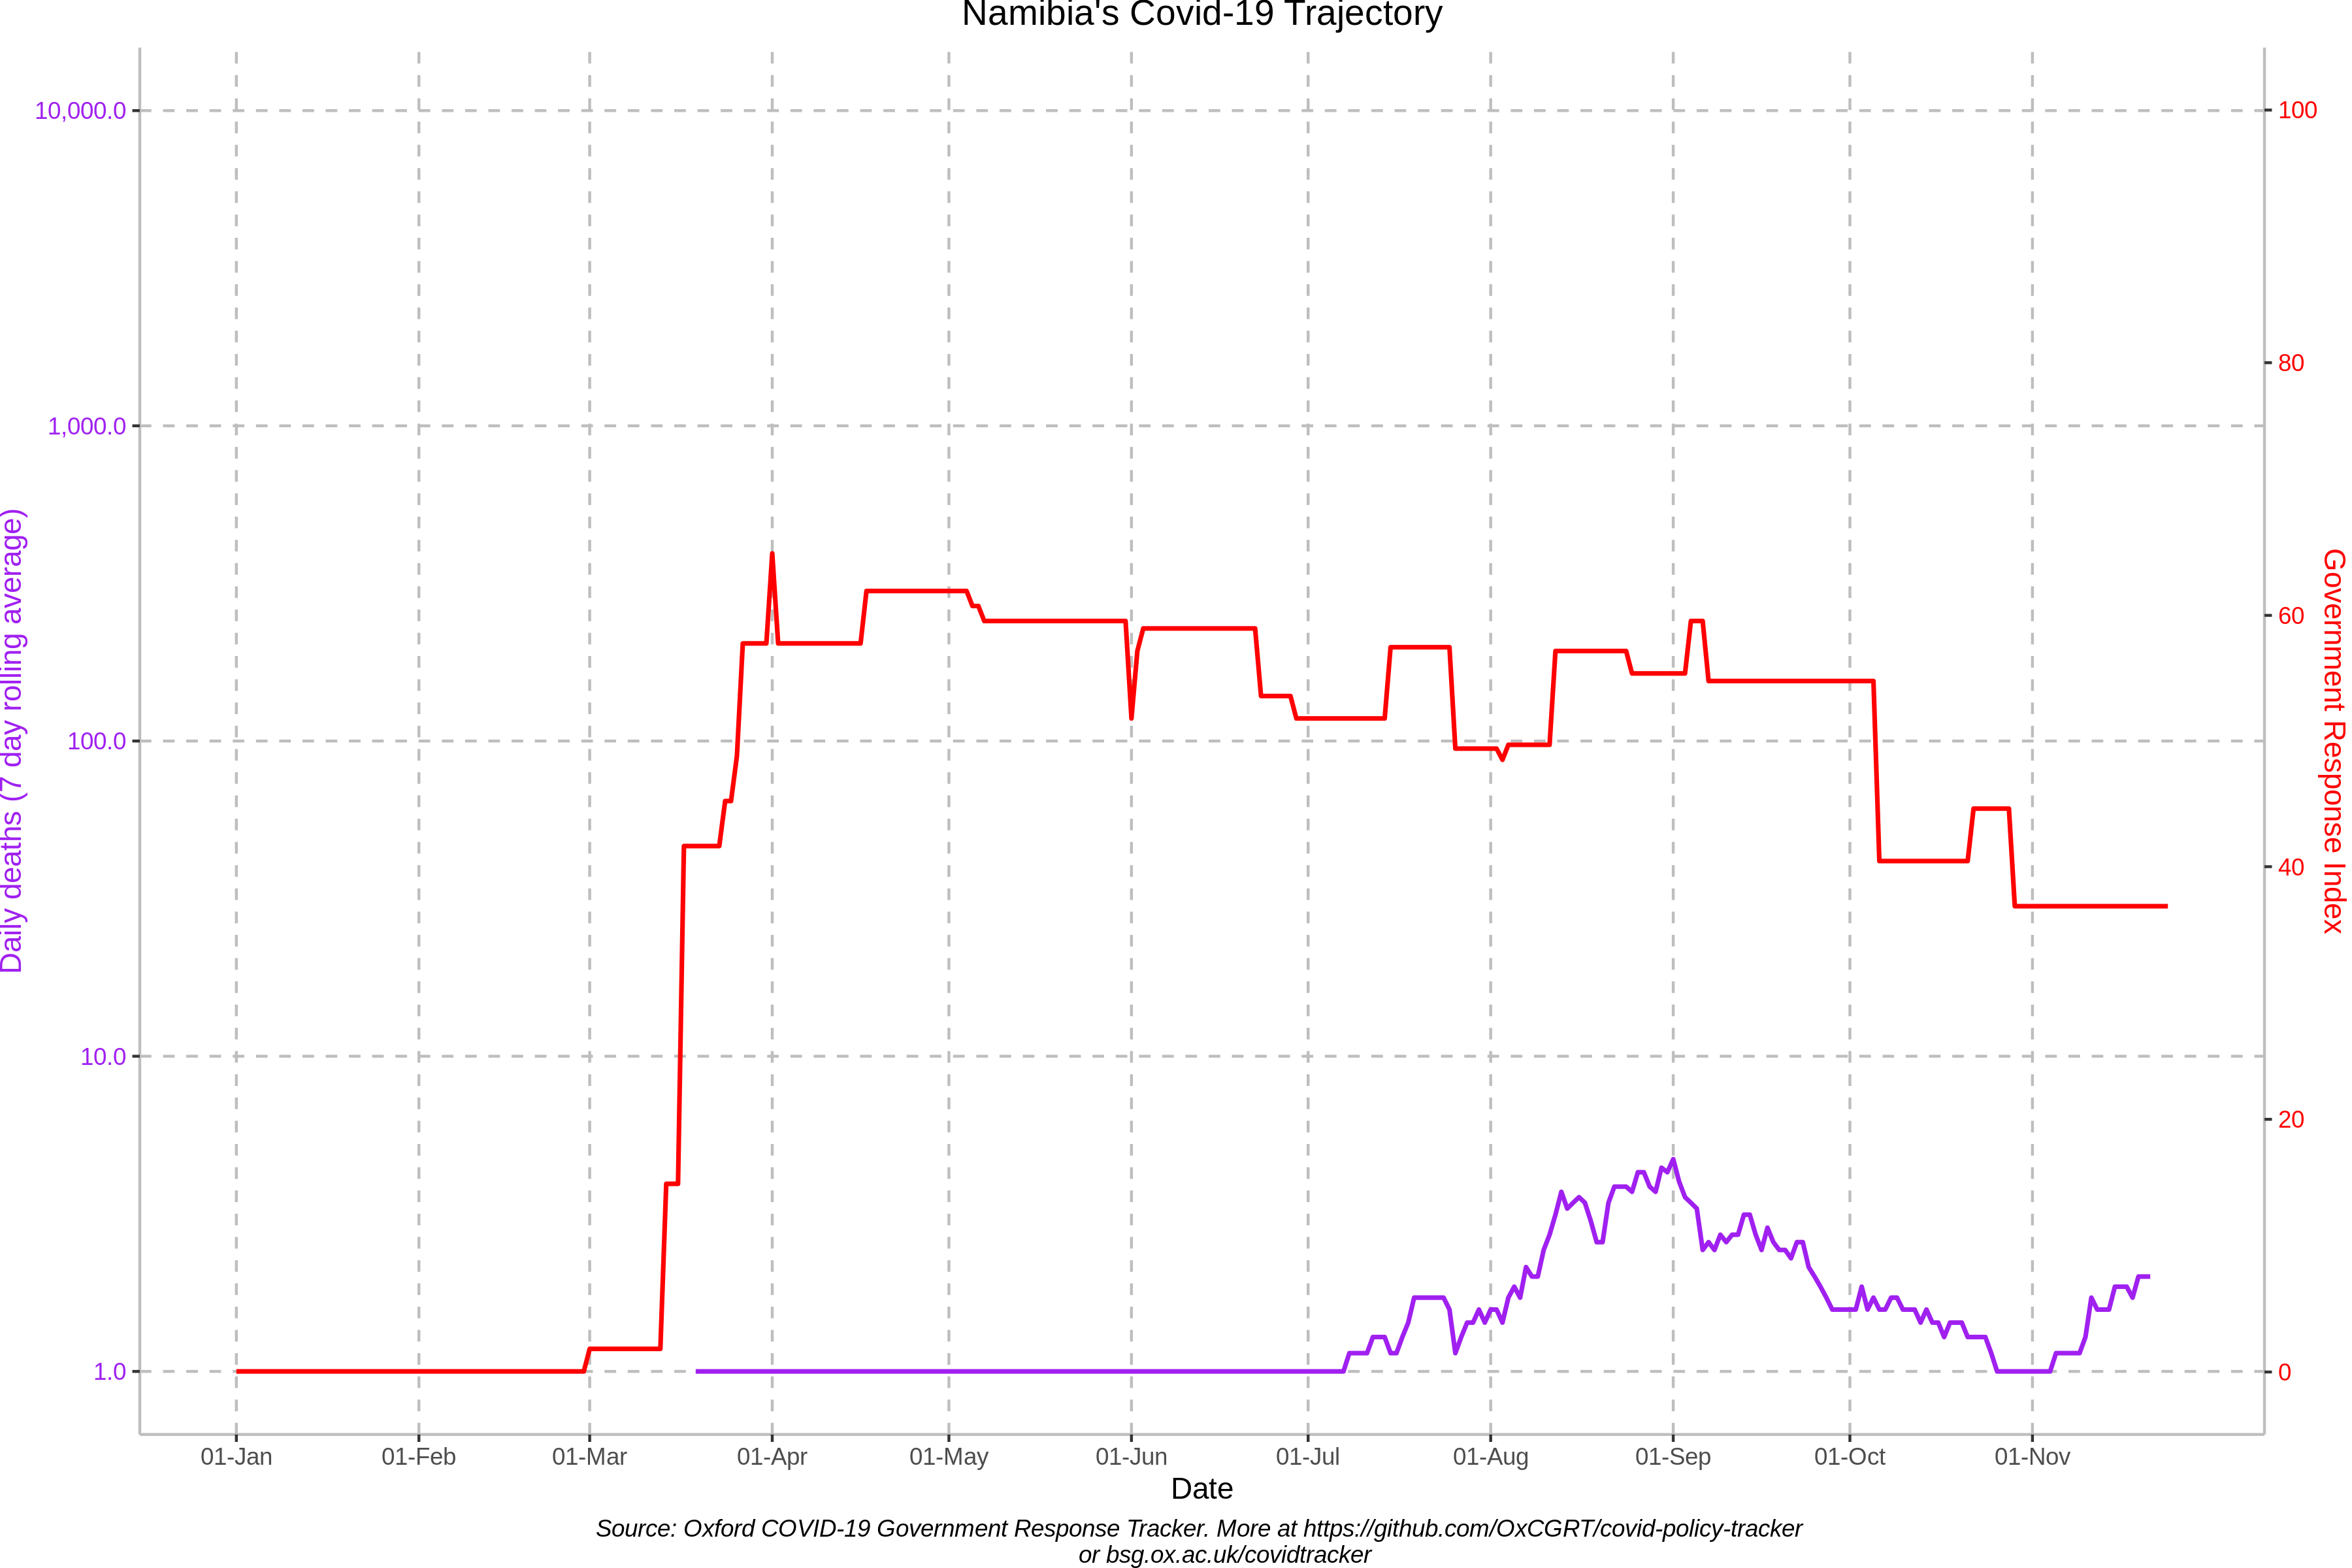 Namibia's Covid-19 Trajectory
10,000.0
1,000.0
100.0
10.0
1.0
Daily deaths (7 day rolling average)
100
80
60
40
20
0
Government Response Index
01-Jan 01-Feb 01-Mar 01-Apr 01-May 01-Jun 01-Jul 01-Aug 01-Sep 01-Oct 01-Nov
Date
Source: Oxford COVID-19 Government Response Tracker. More at https://github.com/OxCGRT/covid-policy-tracker
or bsg.ox.ac.uk/covidtracker